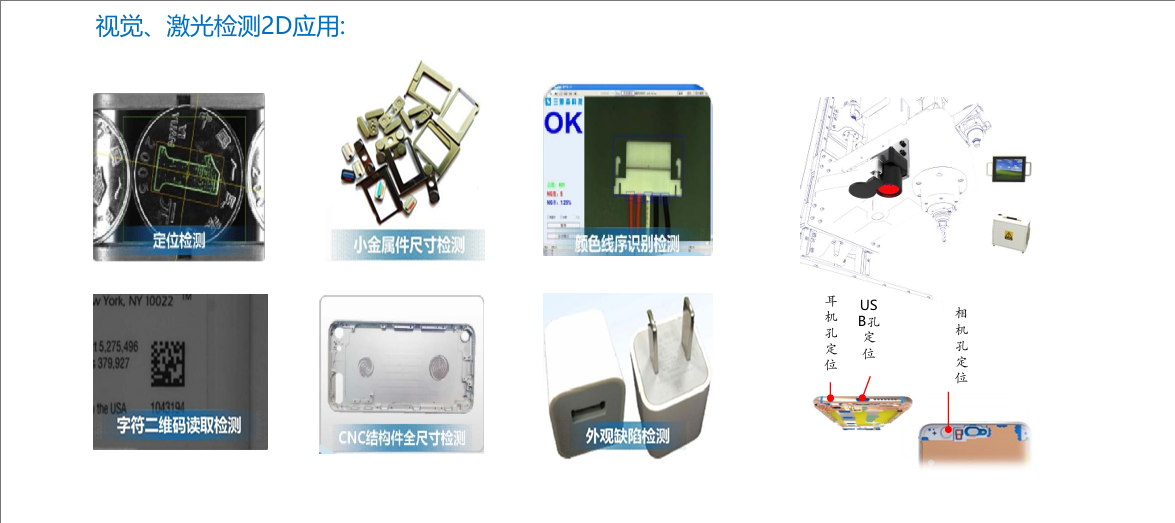 视觉、激光检测2D应用:
定位检测
小金属件尺寸检测
OK
颜色线序识别检测
New York, NY 10022 TM
5,275,496
379,927
the USA
1043194
字符二维码读取检测
CNC结构件全尺寸检测
外观缺陷检测
耳机孔定位
USB孔定位
相机孔定位